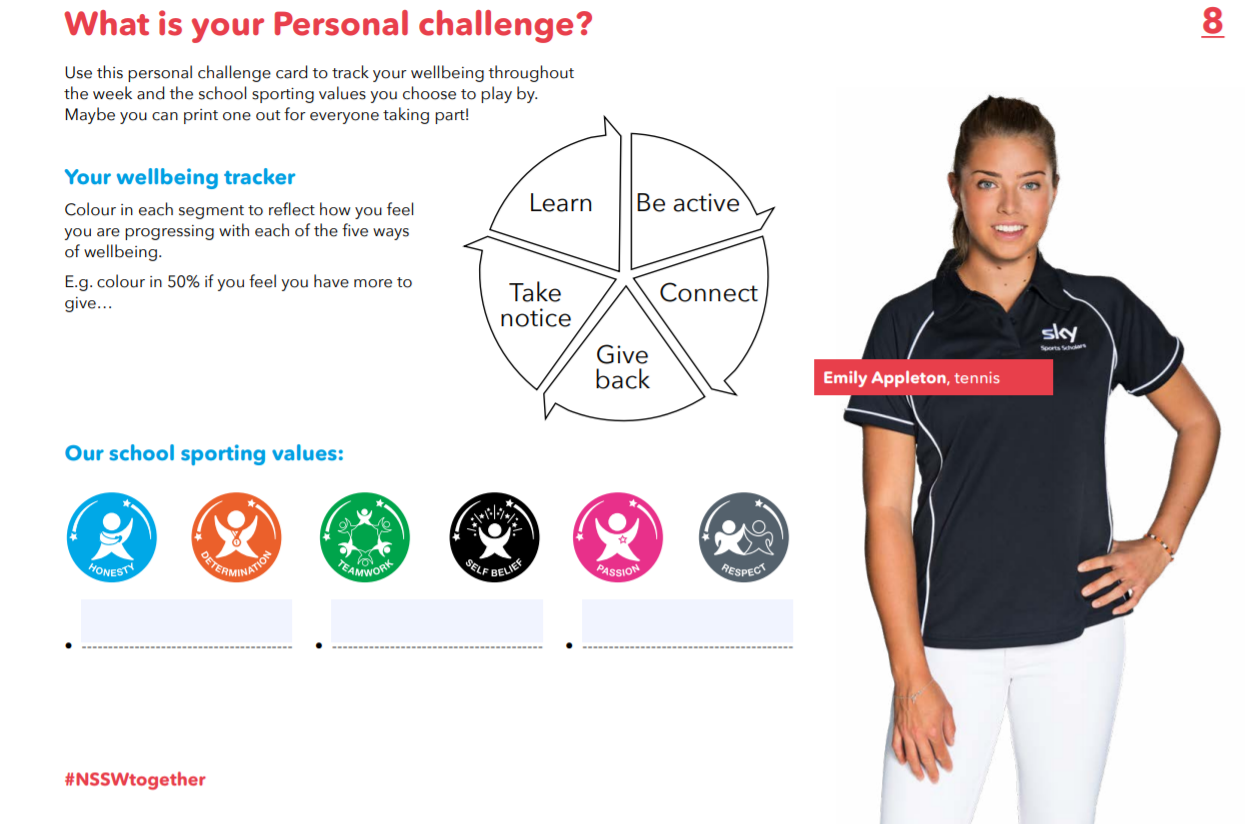 What is your Personal challenge?
8
Use this personal challenge card to track your wellbeing throughout
the week and the school sporting values you choose to play by.
Maybe you can print one out for everyone taking part!
Your wellbeing tracker
Colour in each segment to reflect how you feel
you are progressing with each of the five ways
of wellbeing.
E.g. colour in 50% if you feel you have more to
give…
Learn
Be active
Take
notice
Connect
Give
back
sky
Sports Scholars
Emily Appleton, tennis
Our school sporting values:
HONESTY
DETERMINATION
TEAMWORK
SELF BELIEF
PASSION
RESPECT
#NSSWtogether